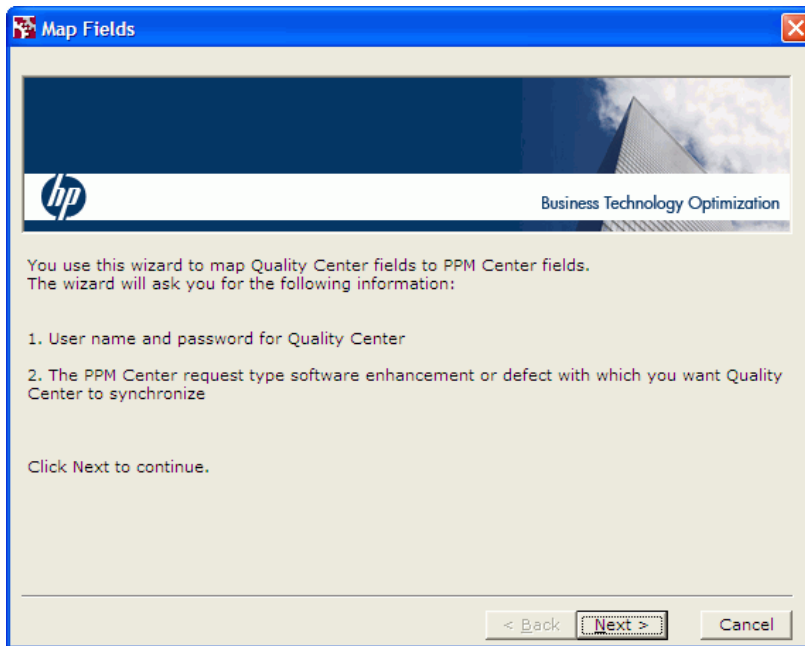 Map Fields
hp
Business Technology Optimization
You use this wizard to map Quality Center fields to PPM Center fields.
The wizard will ask you for the following information:
1. User name and password for Quality Center
2. The PPM Center request type software enhancement or defect with which you want Quality
Center to synchronize
Click Next to continue.
< Back Next > Cancel